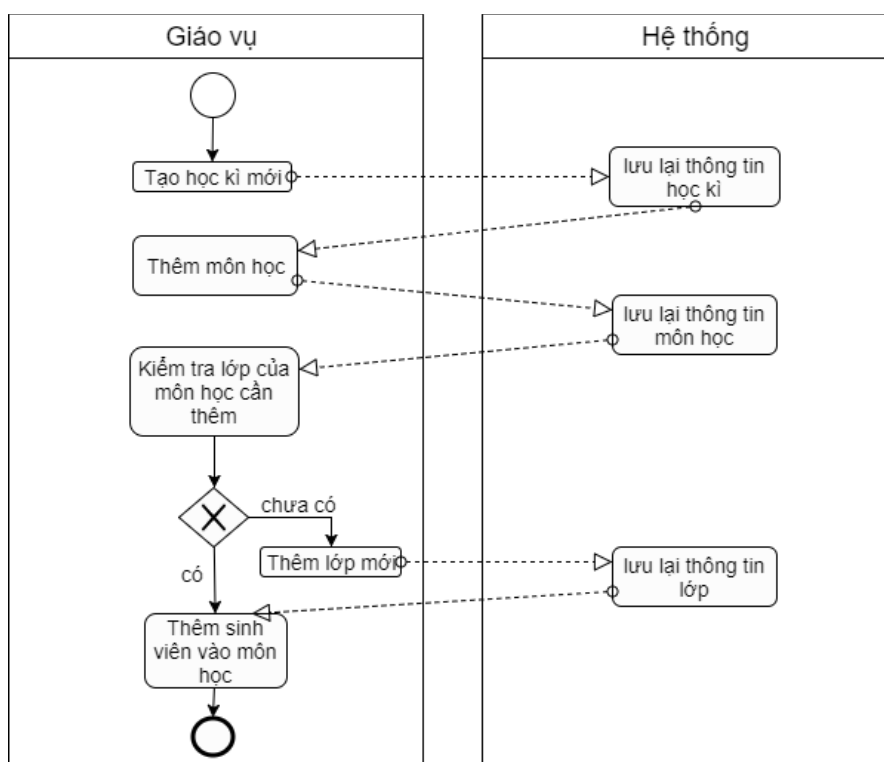 Giáo vụ
Hệ thống
Tạo học kì mới
lưu lại thông tin
học kì
Thêm môn học
lưu lại thông tin
môn học
Kiểm tra lớp của
môn học cần
thêm
chưa có
Thêm lớp mới
lưu lại thông tin
lớp
có
Thêm sinh
viên vào môn
học